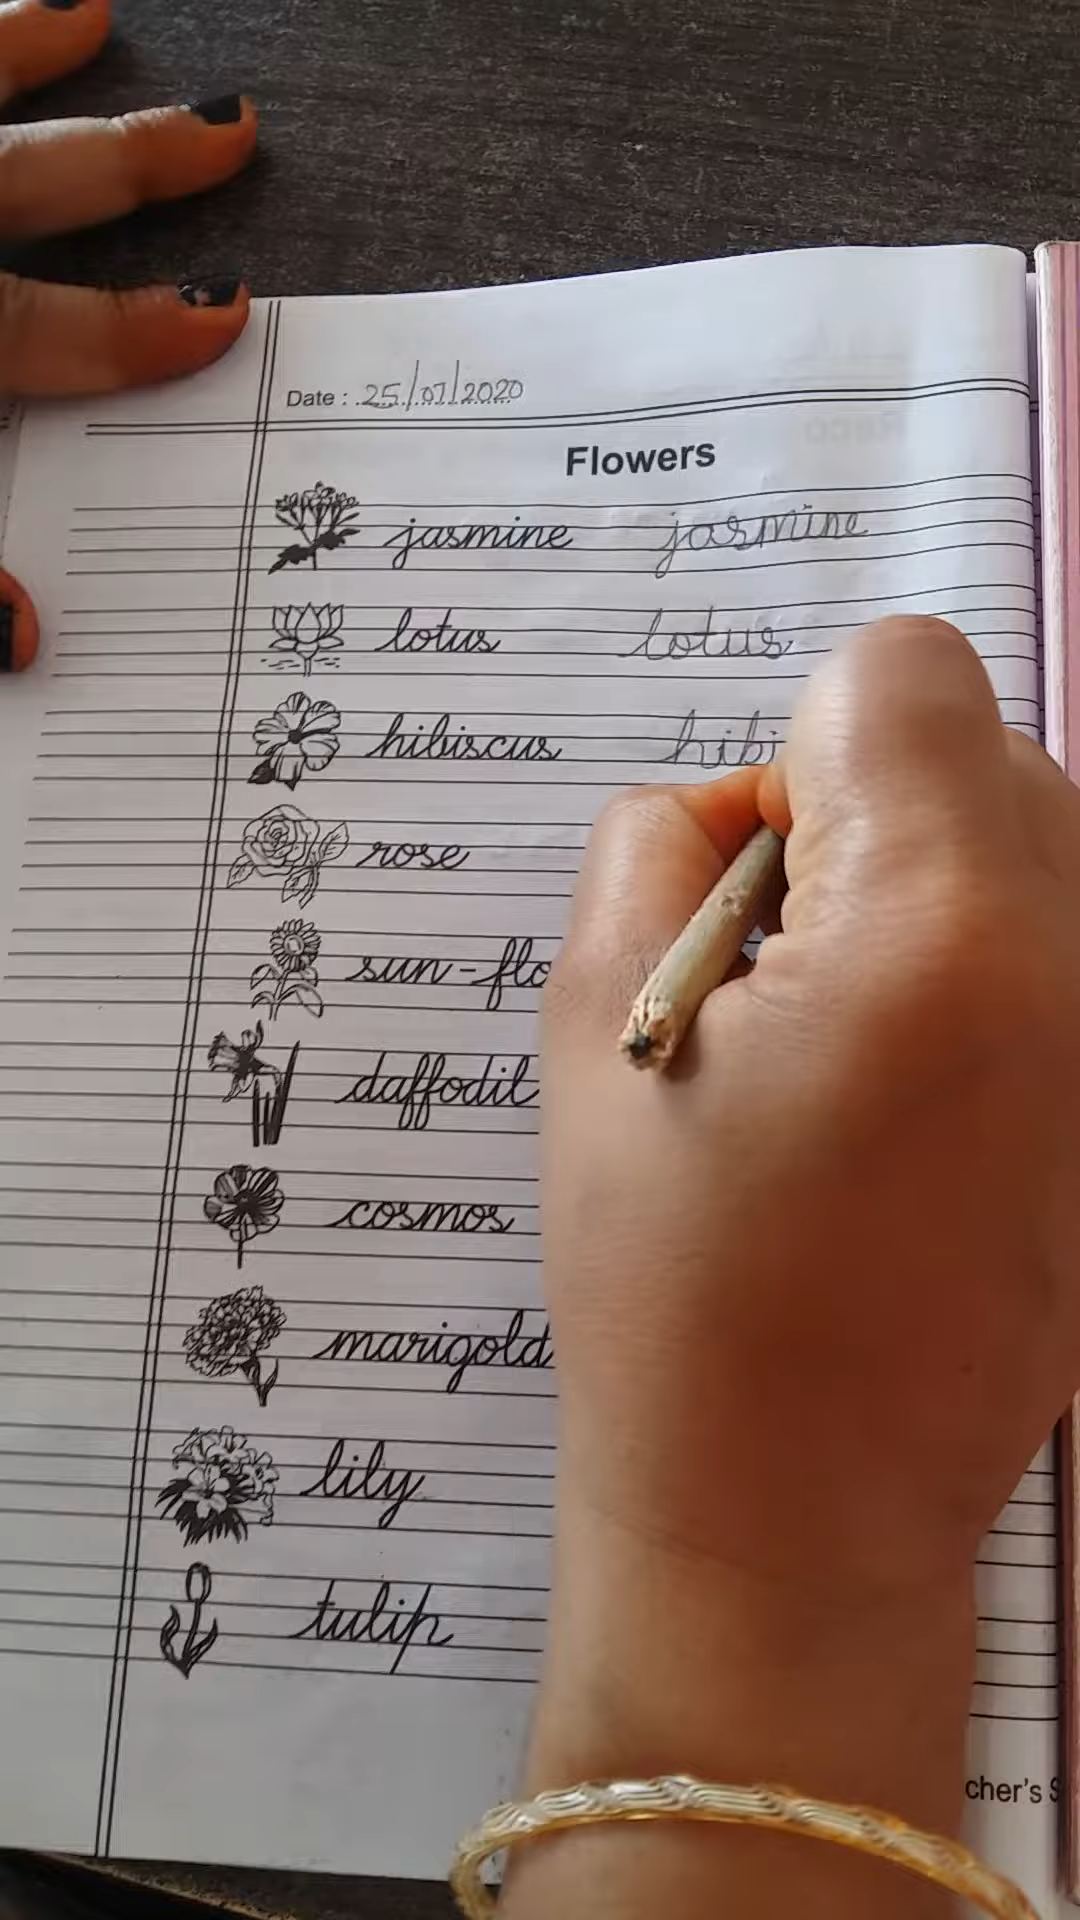 Date : 25/07/2020
Flowers
jasmine jasmine
lotus lotus
hibiscus hibi
rose
sun-flo
daffodil
cosmos
marigold
lily
tulip
cher's S